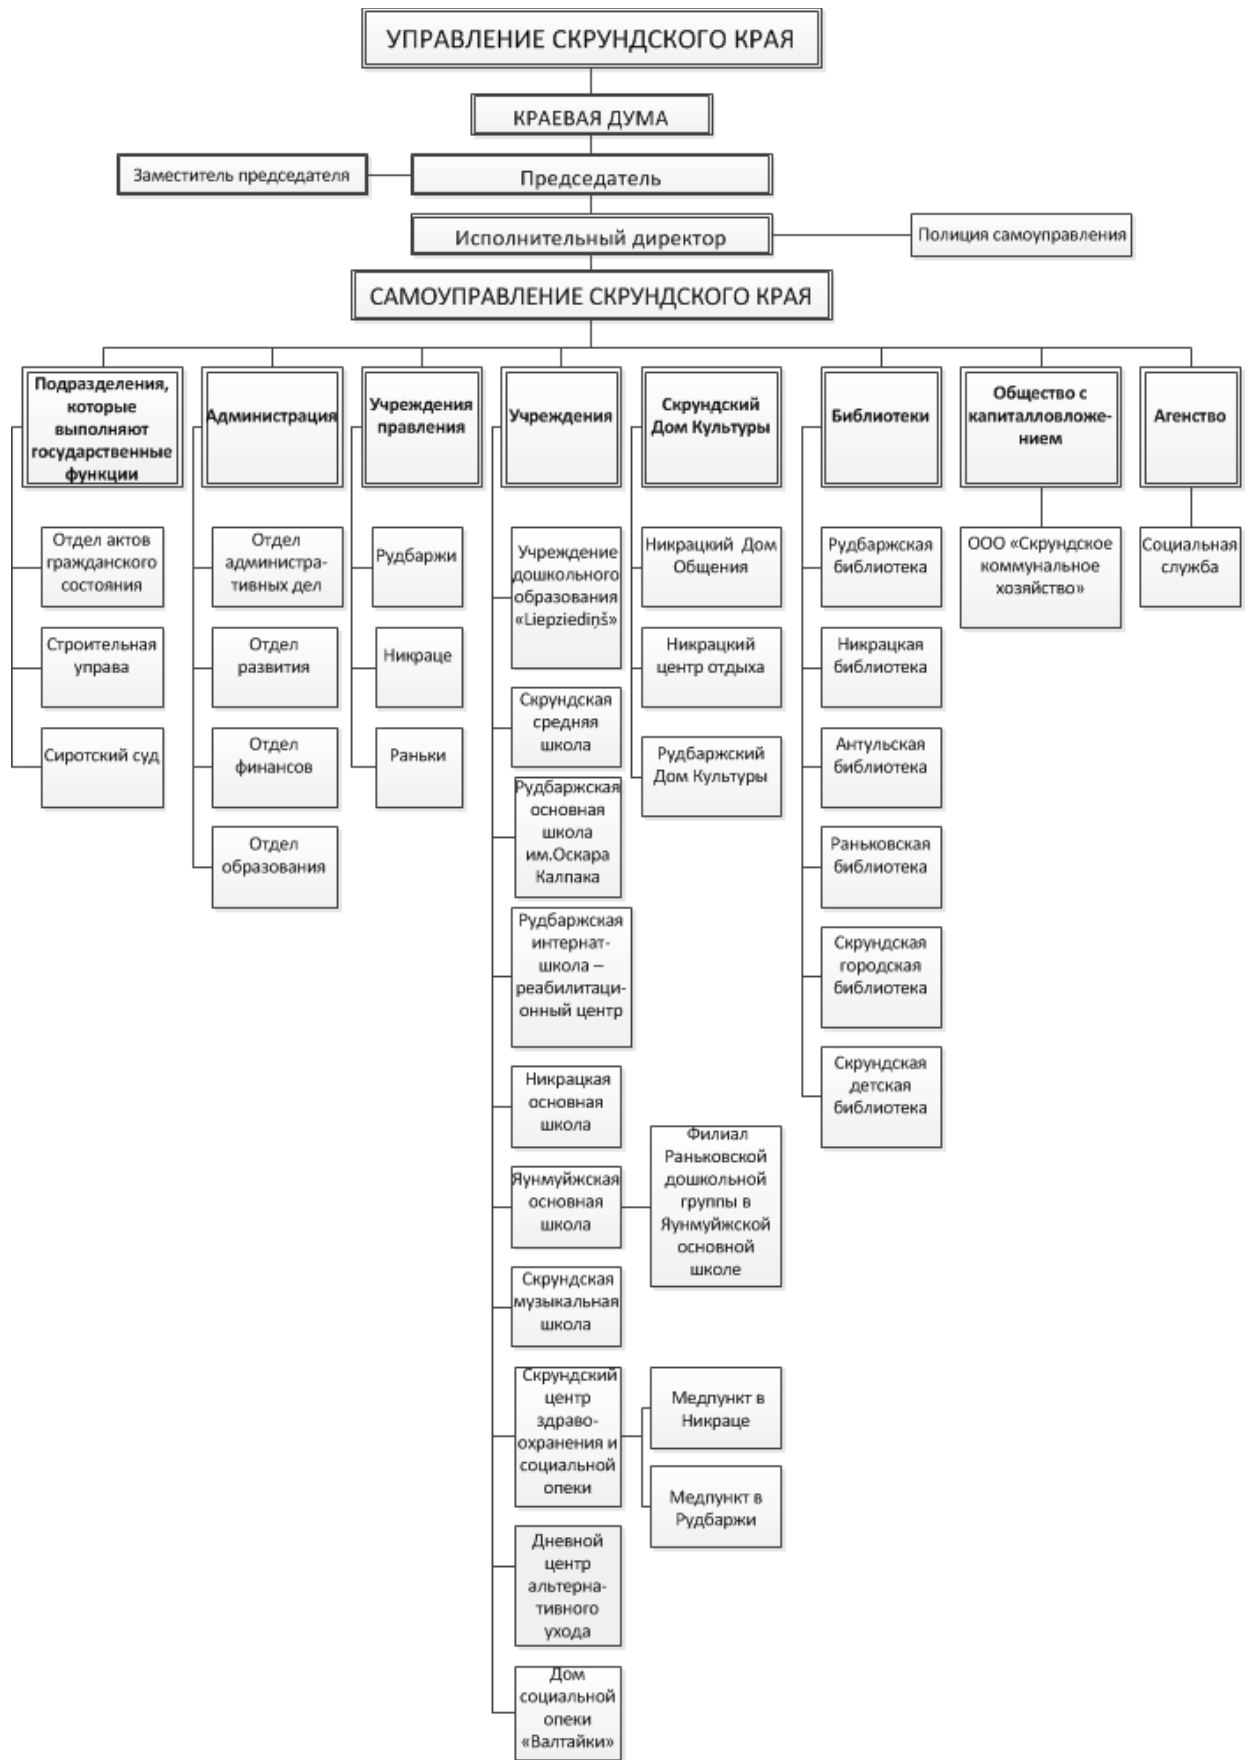 УПРАВЛЕНИЕ СКРУНДСКОГО КРАЯ
КРАЕВАЯ ДУМА
Заместитель председателя
Председатель
Исполнительный директор
Полиция самоуправления
САМОУПРАВЛЕНИЕ СКРУНДСКОГО КРАЯ
Подразделения,
которые
выполняют
государственные
функции
Отдел актов
гражданского
состояния
Строительная
управа
Сиротский суд
Администрация
Отдел
администра-
тивных дел
Отдел
развития
Отдел
финансов
Отдел
образования
Учреждения
правления
Рудбаржи
Никраце
Раньки
Учреждения
Учреждение
дошкольного
образования
«Liepziediņš»
Скрундская
средняя
школа
Рудбаржская
основная
школа
им.Оскара
Калпака
Рудбаржская
интернат-
школа –
реабилитаци-
онный центр
Никрацкая
основная
школа
Яунмуйжская
основная
школа
Филиал
Раньковской
дошкольной
группы в
Яунмуйжской
основной
школе
Скрундская
музыкальная
школа
Скрундский
центр
здраво-
охранения и
социальной
опеки
Медпункт в
Никраце
Медпункт в
Рудбаржи
Дневной
центр
альтерна-
тивного
ухода
Дом
социальной
опеки
«Валтайки»
Скрундский
Дом Культуры
Никрацкий Дом
Общения
Никрацкий
центр отдыха
Рудбаржский
Дом Культуры
Библиотеки
Рудбаржская
библиотека
Никрацкая
библиотека
Антульская
библиотека
Раньковская
библиотека
Скрундская
городская
библиотека
Скрундская
детская
библиотека
Общество с
капиталловложе-
нием
ООО «Скрундское
коммунальное
хозяйство»
Агенство
Социальная
служба